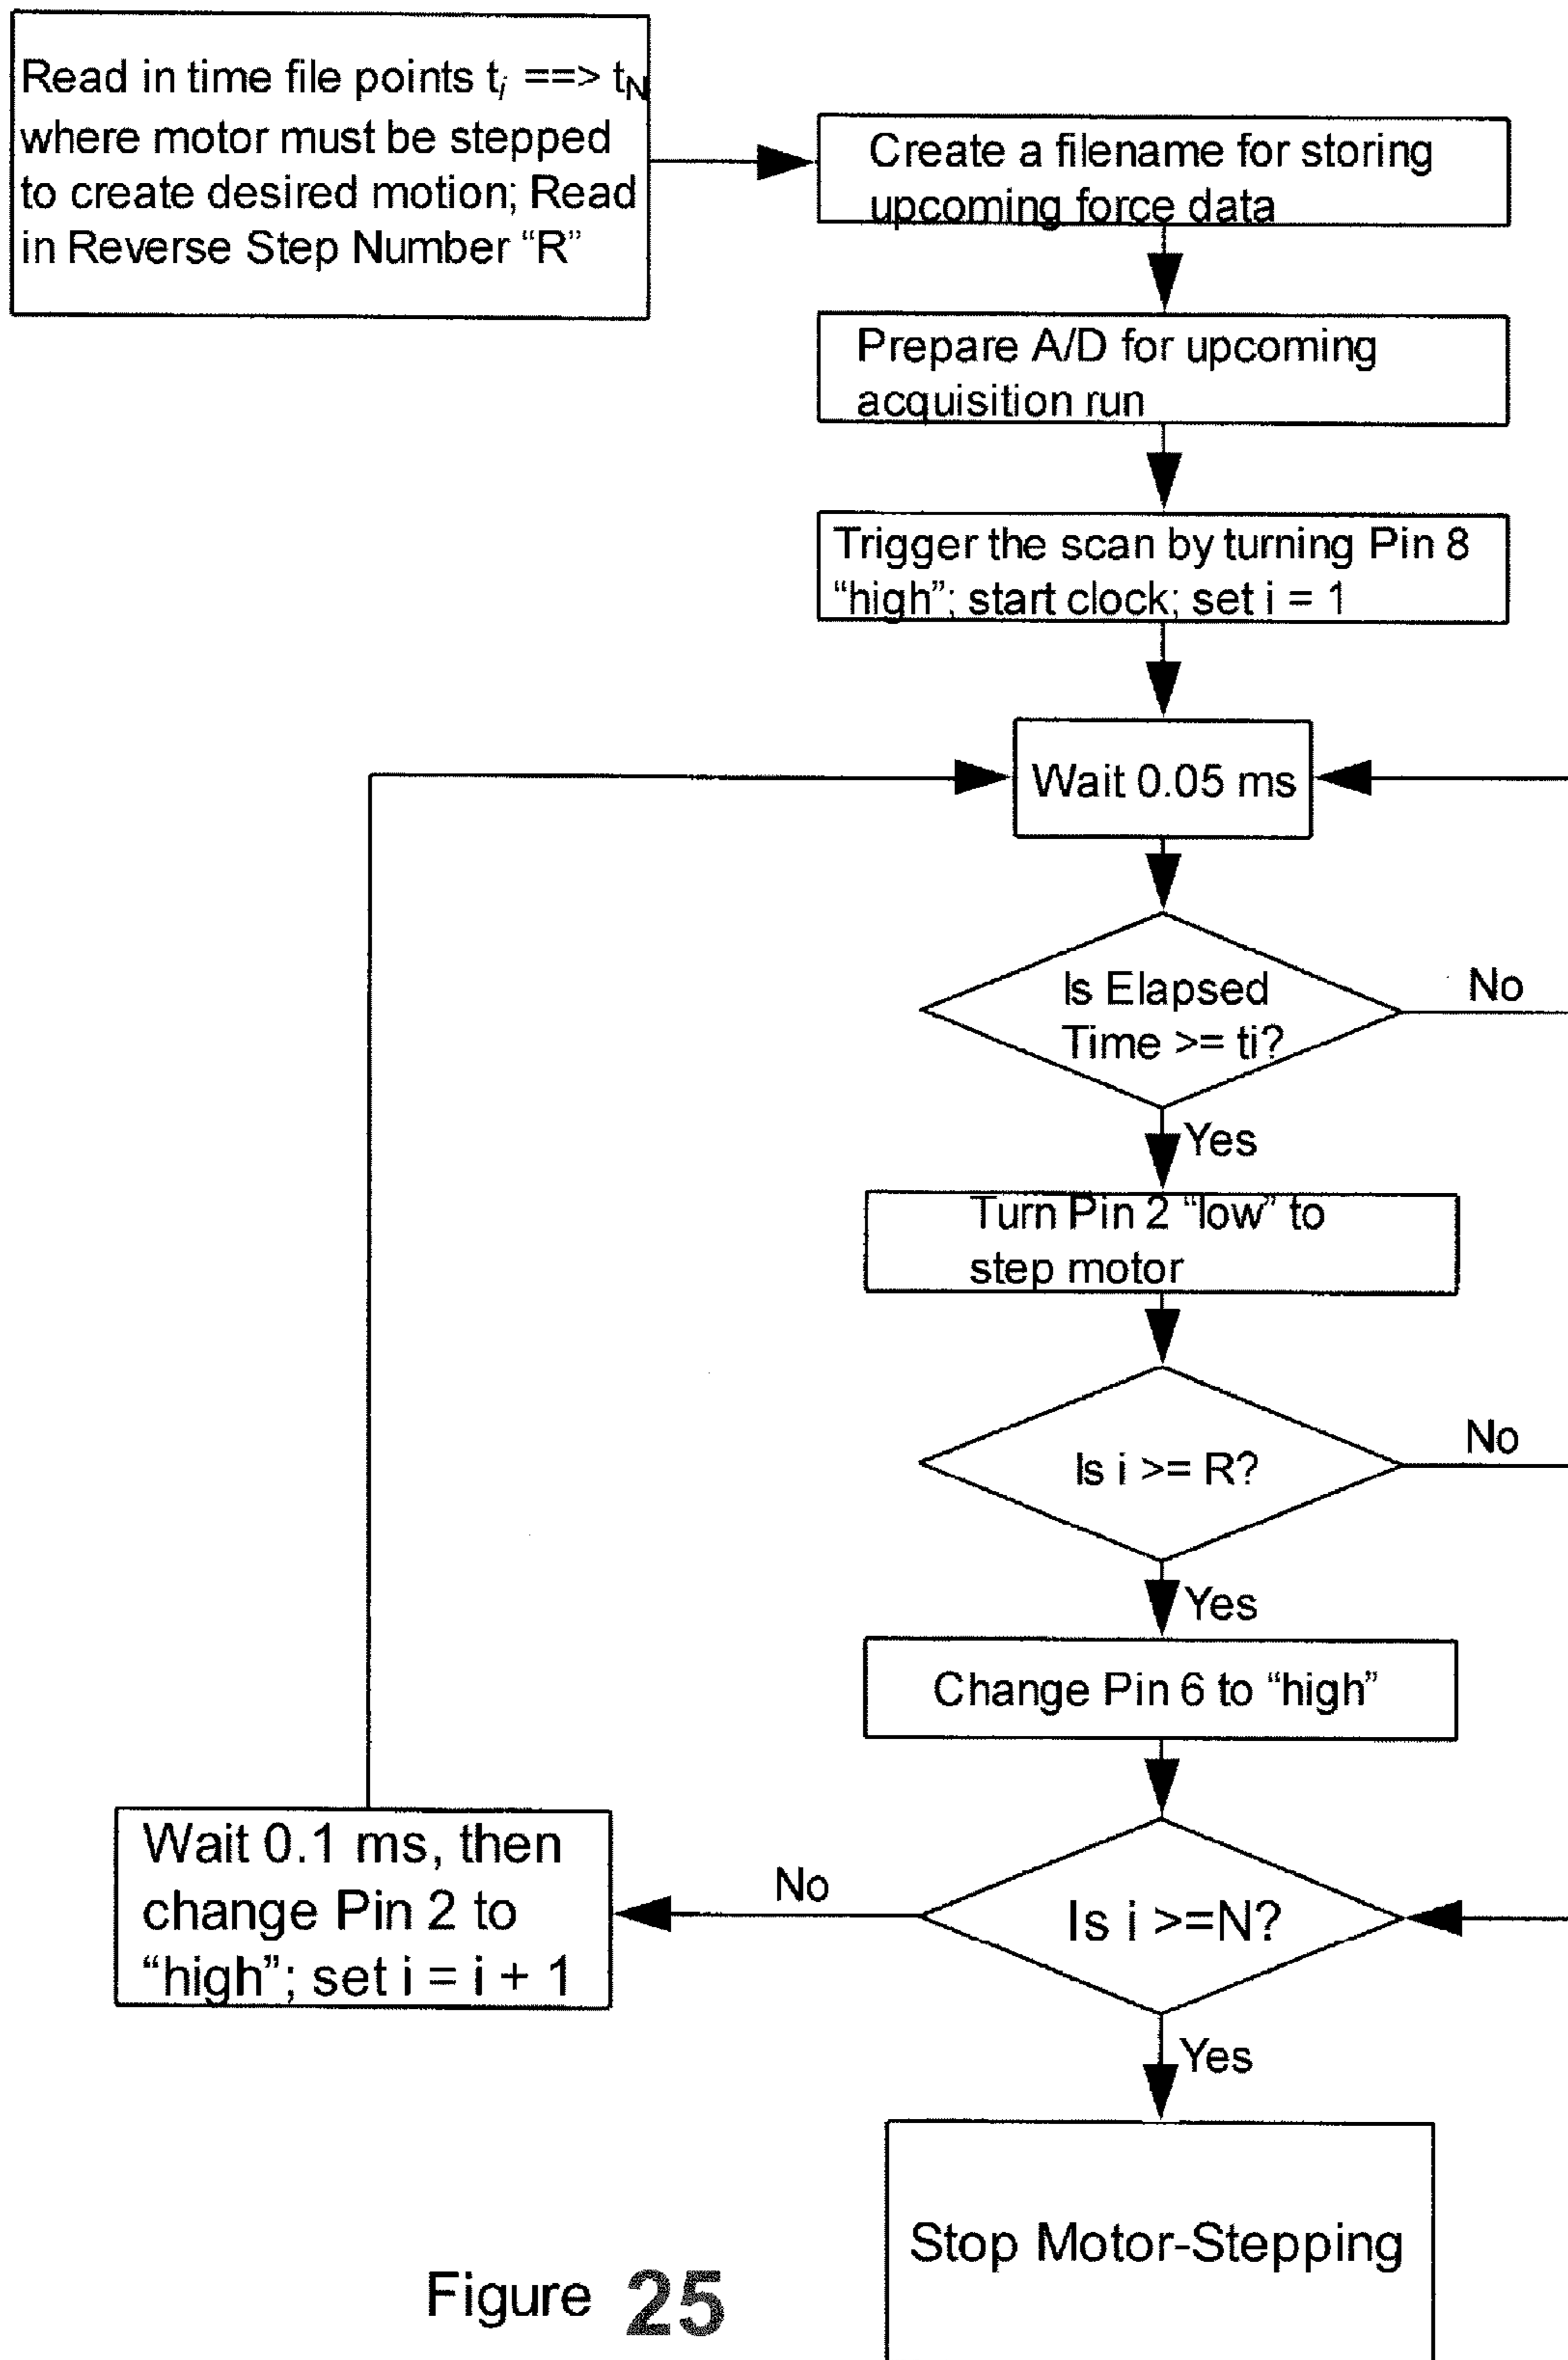 Read in time file points ti ==> tN
where motor must be stepped
to create desired motion; Read
in Reverse Step Number “R”
Create a filename for storing
upcoming force data
Prepare A/D for upcoming
acquisition run
Trigger the scan by turning Pin 8
“high”; start clock; set i = 1
Wait 0.05 ms
Is Elapsed
Time >= ti?
No
Yes
Turn Pin 2 “low” to
step motor
Is i >= R?
No
Yes
Change Pin 6 to “high”
Is i >=N?
No
Wait 0.1 ms, then
change Pin 2 to
“high”; set i = i + 1
Yes
Stop Motor-Stepping
Figure 25